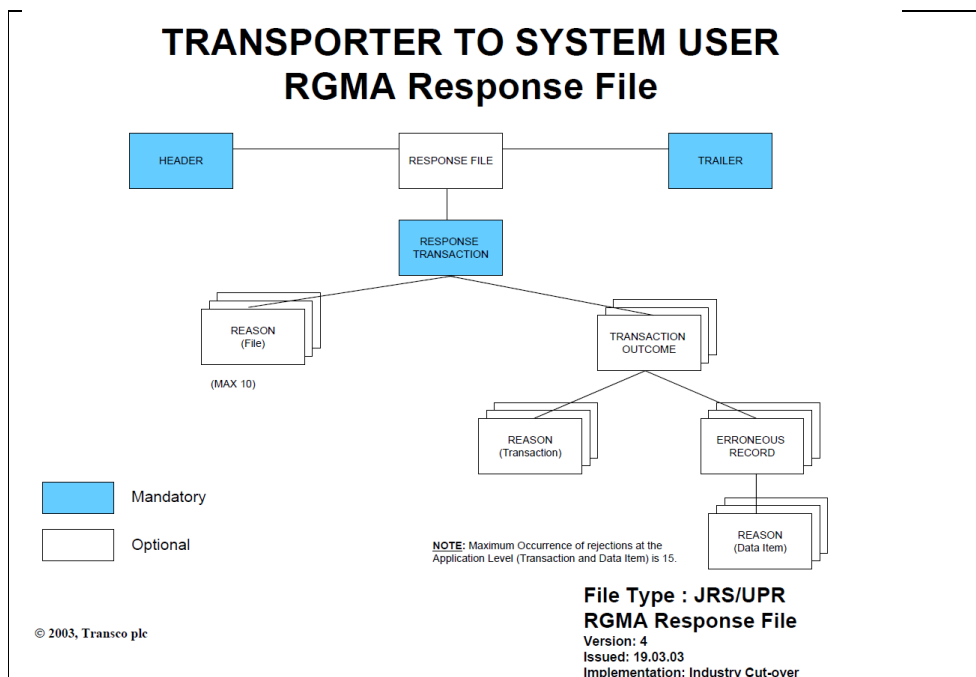 TRANSPORTER TO SYSTEM USER
RGMA Response File
HEADER
RESPONSE FILE
TRAILER
RESPONSE
TRANSACTION
REASON
(File)
(MAX 10)
TRANSACTION
OUTCOME
REASON
(Transaction)
ERRONEOUS
RECORD
REASON
(Data Item)
Mandatory
Optional
NOTE: Maximum Occurrence of rejections at the
Application Level (Transaction and Data Item) is 15.
File Type : JRS/UPR
RGMA Response File
Version: 4
Issued: 19.03.03
Implementation: Industry Cut-over
© 2003, Transco plc